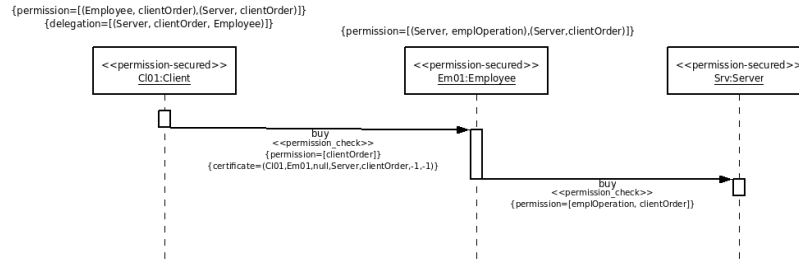 {permission=[(Employee, clientOrder),(Server, clientOrder)]}
{delegation=[(Server, clientOrder, Employee)]}
{permission=[(Server, emplOperation),(Server,clientOrder)]}
<<permission-secured>>
Cl01:Client
<<permission-secured>>
Em01:Employee
<<permission-secured>>
Srv:Server
buy
<<permission_check>>
{permission=[clientOrder]}
{certificate=(Cl01,Em01,null,Server,clientOrder,-1,-1)}
buy
<<permission_check>>
{permission=[emplOperation, clientOrder]}